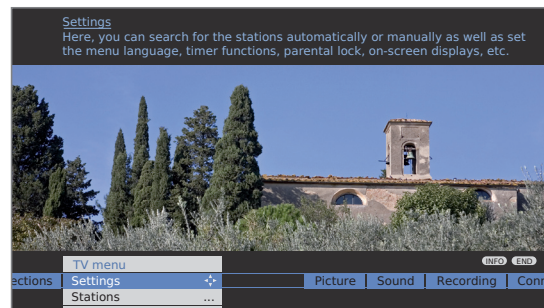 Settings
Here, you can search for the stations automatically or manually as well as set
the menu language, timer functions, parental lock, on-screen displays, etc.
INFO END
TV menu
ections Settings Picture Sound Recording Conn
Stations ...